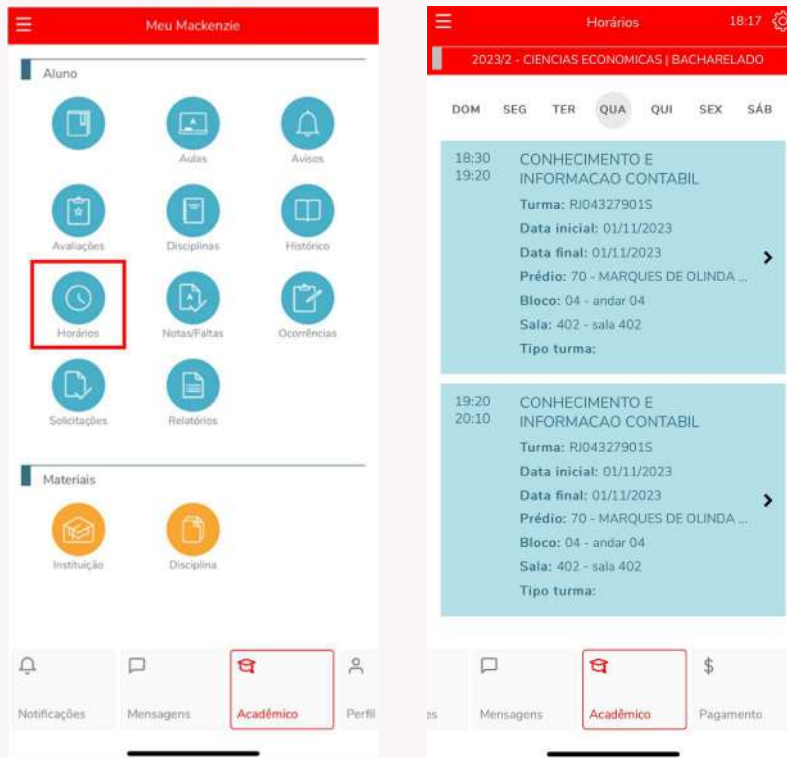 Meu Mackenzie
Aluno
Aulas
Avisos
Avaliações
Disciplinas
Histórico
Horários
Notas/Faltas
Ocorrências
Solicitações
Relatórios
Materiais
Instituição
Disciplina
Notificações
Mensagens
Acadêmico
Perfil
Horários
18:17
2023/2 - CIENCIAS ECONOMICAS | BACHARELADO
DOM SEG TER QUA QUI SEX SÁB
18:30 CONHECIMENTO E
19:20 INFORMACAO CONTABIL
Turma: RJ04327901S
Data inicial: 01/11/2023
Data final: 01/11/2023
Prédio: 70 - MARQUES DE OLINDA ...
Bloco: 04 - andar 04
Sala: 402 - sala 402
Tipo turma:
19:20 CONHECIMENTO E
20:10 INFORMACAO CONTABIL
Turma: RJ04327901S
Data inicial: 01/11/2023
Data final: 01/11/2023
Prédio: 70 - MARQUES DE OLINDA ...
Bloco: 04 - andar 04
Sala: 402 - sala 402
Tipo turma:
es
Mensagens
Acadêmico
Pagamento